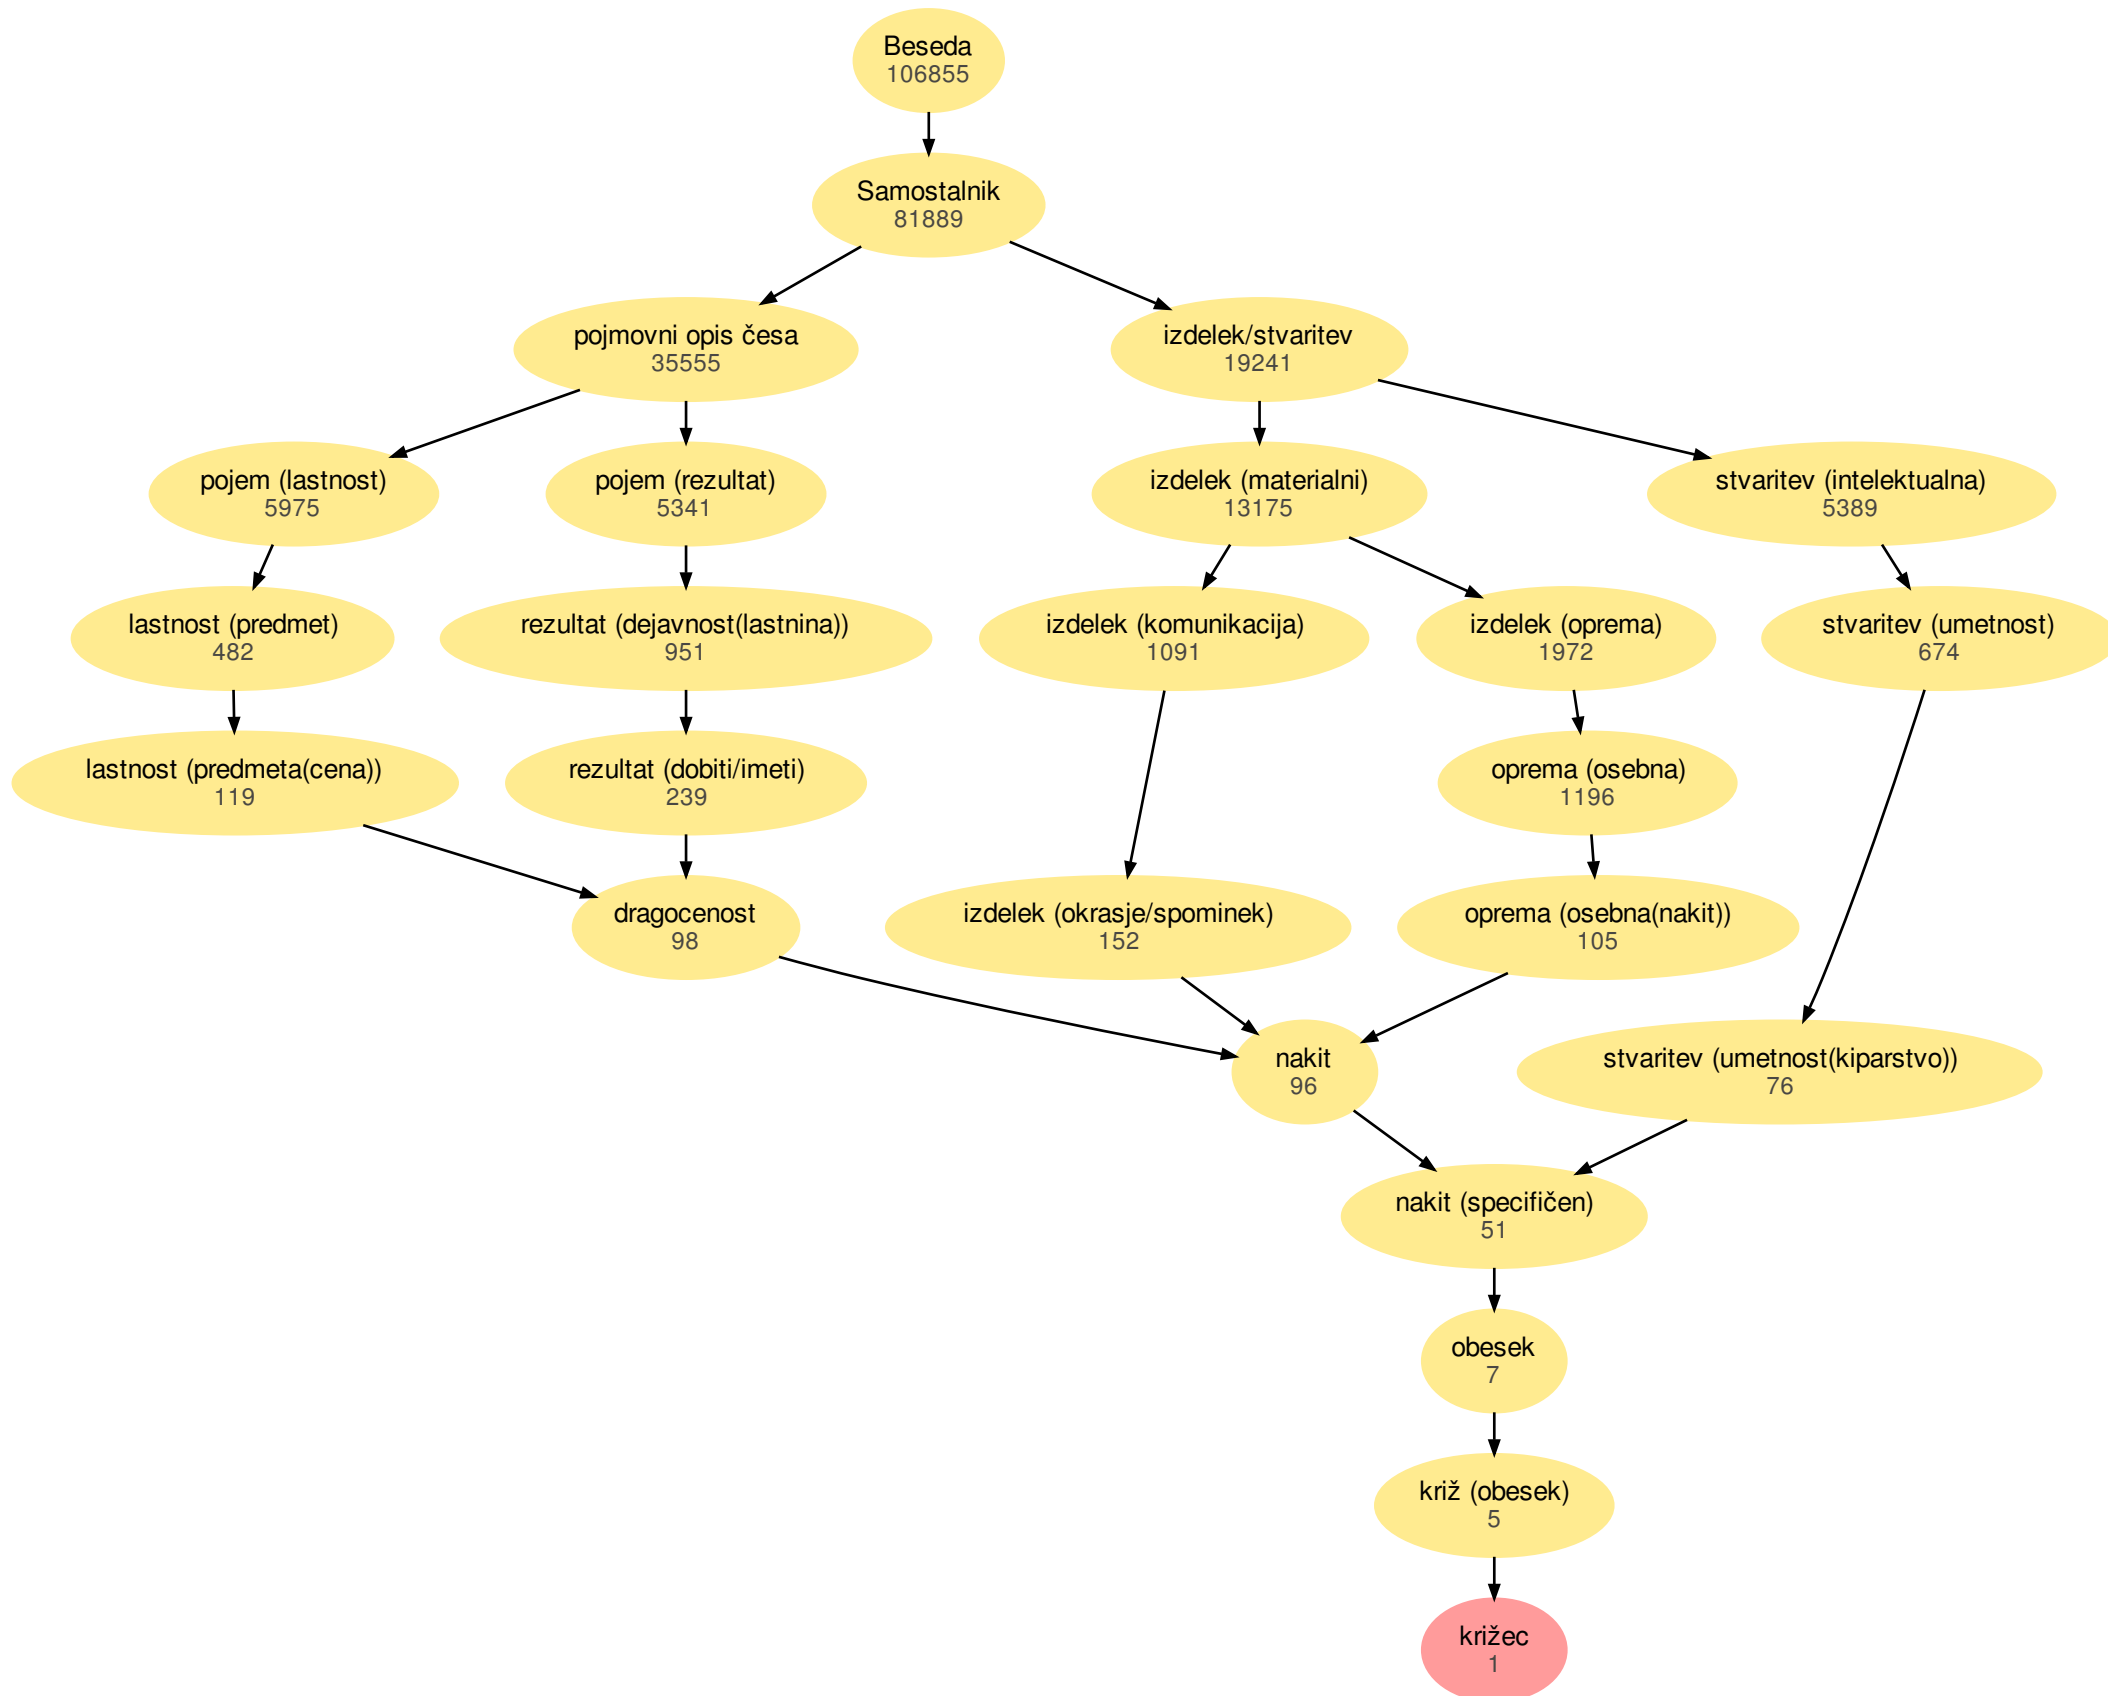 Beseda
106855
Samostalnik
81889
pojmovni opis česa
35555
izdelek/stvaritev
19241
pojem (lastnost)
5975
pojem (rezultat)
5341
izdelek (materialni)
13175
stvaritev (intelektualna)
5389
lastnost (predmet)
482
rezultat (dejavnost(lastnina))
951
izdelek (komunikacija)
1091
izdelek (oprema)
1972
stvaritev (umetnost)
674
lastnost (predmeta(cena))
119
rezultat (dobiti/imeti)
239
oprema (osebna)
1196
dragocenost
98
izdelek (okrasje/spominek)
152
oprema (osebna(nakit))
105
nakit
96
stvaritev (umetnost(kiparstvo))
76
nakit (specifičen)
51
obesek
7
križ (obesek)
5
križec
1